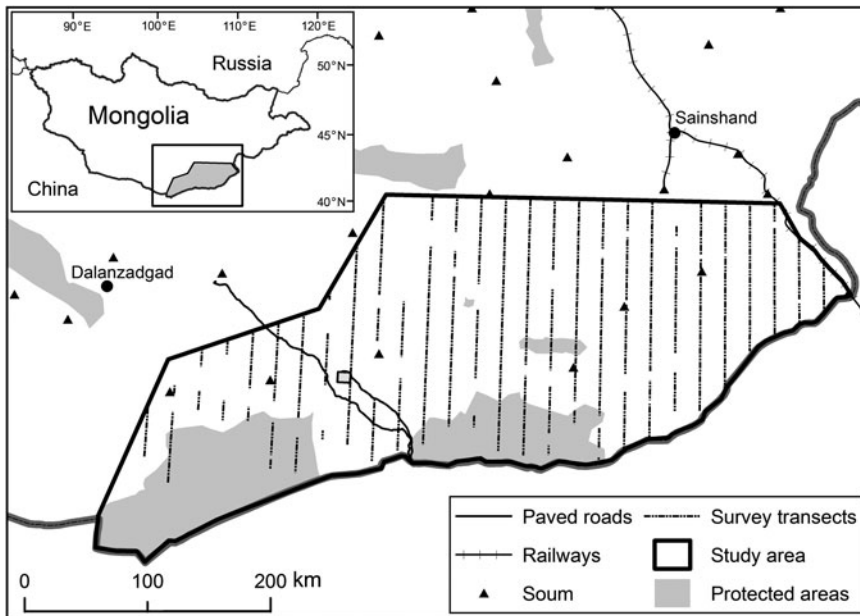 90°E 100°E 110°E 120°E
Russia
50°N
Mongolia
45°N
China
40°N
Sainshand
Dalanzadgad
Paved roads
Survey transects
Railways
Study area
Soum
Protected areas
0 100 200 km